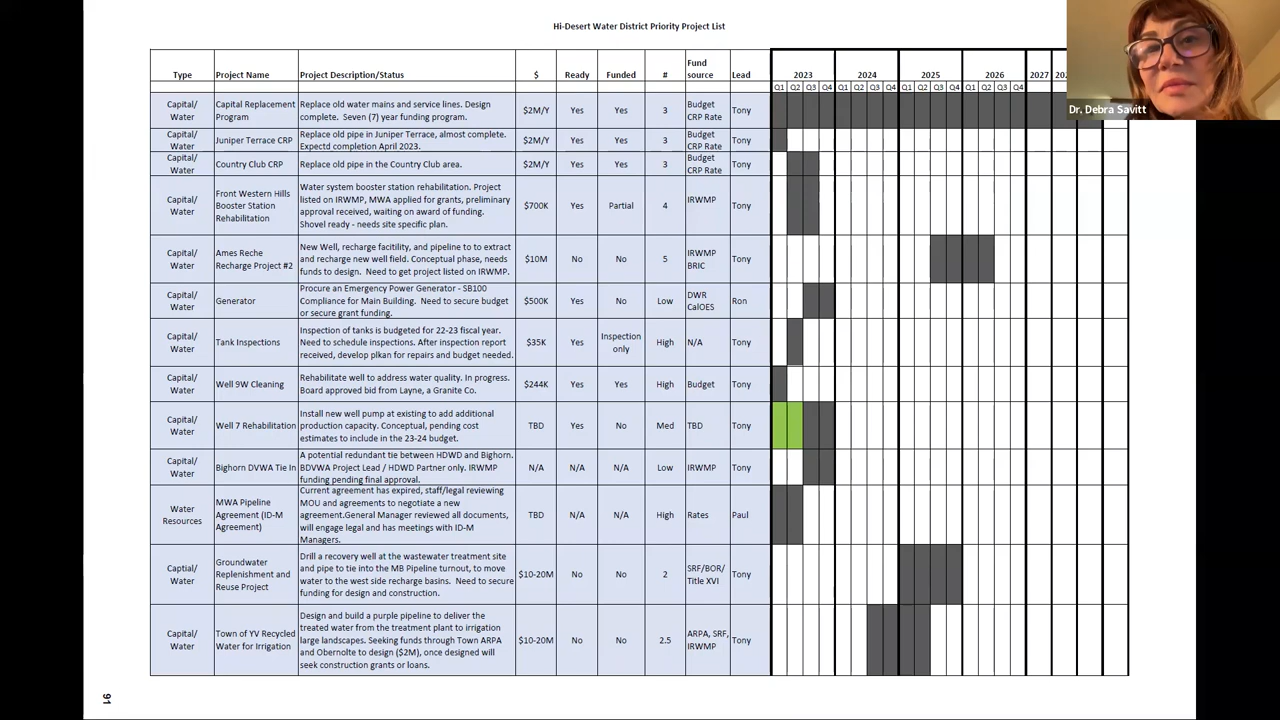 Hi-Desert Water District Priority Project List
Type Project Name Project Description/Status $ Ready Funded # Fund source Lead 2023 2024 2025 2026 2027
Q1 Q2 Q3 Q4 Q1 Q2 Q3 Q4 Q1 Q2 Q3 Q4 Q1 Q2 Q3 Q4
Dr. Debra Savitt
Capital/
Water
Capital Replacement
Program
Replace old water mains and service lines. Design
complete. Seven (7) year funding program.
$2M/Y Yes Yes 3
Budget
CRP Rate
Tony
Capital/
Water
Juniper Terrace CRP
Replace old pipe in Juniper Terrace, almost complete.
Expectd completion April 2023.
$2M/Y Yes Yes 3
Budget
CRP Rate
Tony
Capital/
Water
Country Club CRP
Replace old pipe in the Country Club area.
$2M/Y Yes Yes 3
Budget
CRP Rate
Tony
Capital/
Water
Front Western Hills
Booster Station
Rehabilitation
Water system booster station rehabilitation. Project
listed on IRWMP, MWA applied for grants, preliminary
approval received, waiting on award of funding.
Shovel ready - needs site specific plan.
$700K Yes Partial 4
IRWMP
Tony
Capital/
Water
Ames Reche
Recharge Project #2
New Well, recharge facitility, and pipeline to to extract
and recharge new well field. Conceptual phase, needs
funds to design. Need to get project listed on IRWMP.
$10M No No 5
IRWMP
BRIC
Tony
Capital/
Water
Generator
Procure an Emergency Power Generator - SB100
Compliance for Main Building. Need to secure budget
or secure grant funding.
$500K Yes No Low
DWR
CalOES
Ron
Capital/
Water
Tank Inspections
Inspection of tanks is budgeted for 22-23 fiscal year.
Need to schedule inspections. After inspection report
received, develop plkan for repairs and budget needed.
$35K Yes
Inspection
only
High N/A Tony
Capital/
Water
Well 9W Cleaning
Rehabilitate well to address water quality. In progress.
Board approved bid from Layne, a Granite Co.
$244K Yes Yes High Budget Tony
Capital/
Water
Well 7 Rehabilitation
Install new well pump at existing to add additional
production capacity. Conceptual, pending cost
estimates to include in the 23-24 budget.
TBD Yes No Med TBD Tony
Capital/
Water
Bighorn DVWA Tie In
A potential redundant tie between HDWD and Bighorn.
BDVWA Project Lead / HDWD Partner only. IRWMP
funding pending final approval.
N/A N/A N/A Low IRWMP Tony
Water
Resources
MWA Pipeline
Agreement (ID-M
Agreement)
Current agreement has expired, staff/legal reviewing
MOU and agreements to negotiate a new
agreement.General Manager reviewed all documents,
will engage legal and has meetings with ID-M
Managers.
TBD N/A N/A High Rates Paul
Captial/
Water
Groundwater
Replenishment and
Reuse Project
Drill a recovery well at the wastewater treatment site
and pipe to tie into the MB Pipeline turnout, to move
water to the west side recharge basins. Need to secure
funding for design and construction.
$10-20M No No 2
SRF/BOR/
Title XVI
Tony
Capital/
Water
Town of YV Recycled
Water for Irrigation
Design and build a purple pipeline to deliver the
treated water from the treatment plant to irrigation
large landscapes. Seeking funds through Town ARPA
and Obernolte to design ($2M), once designed will
seek construction grants or loans.
$10-20M No No 2.5
ARPA, SRF,
IRWMP
Tony
91